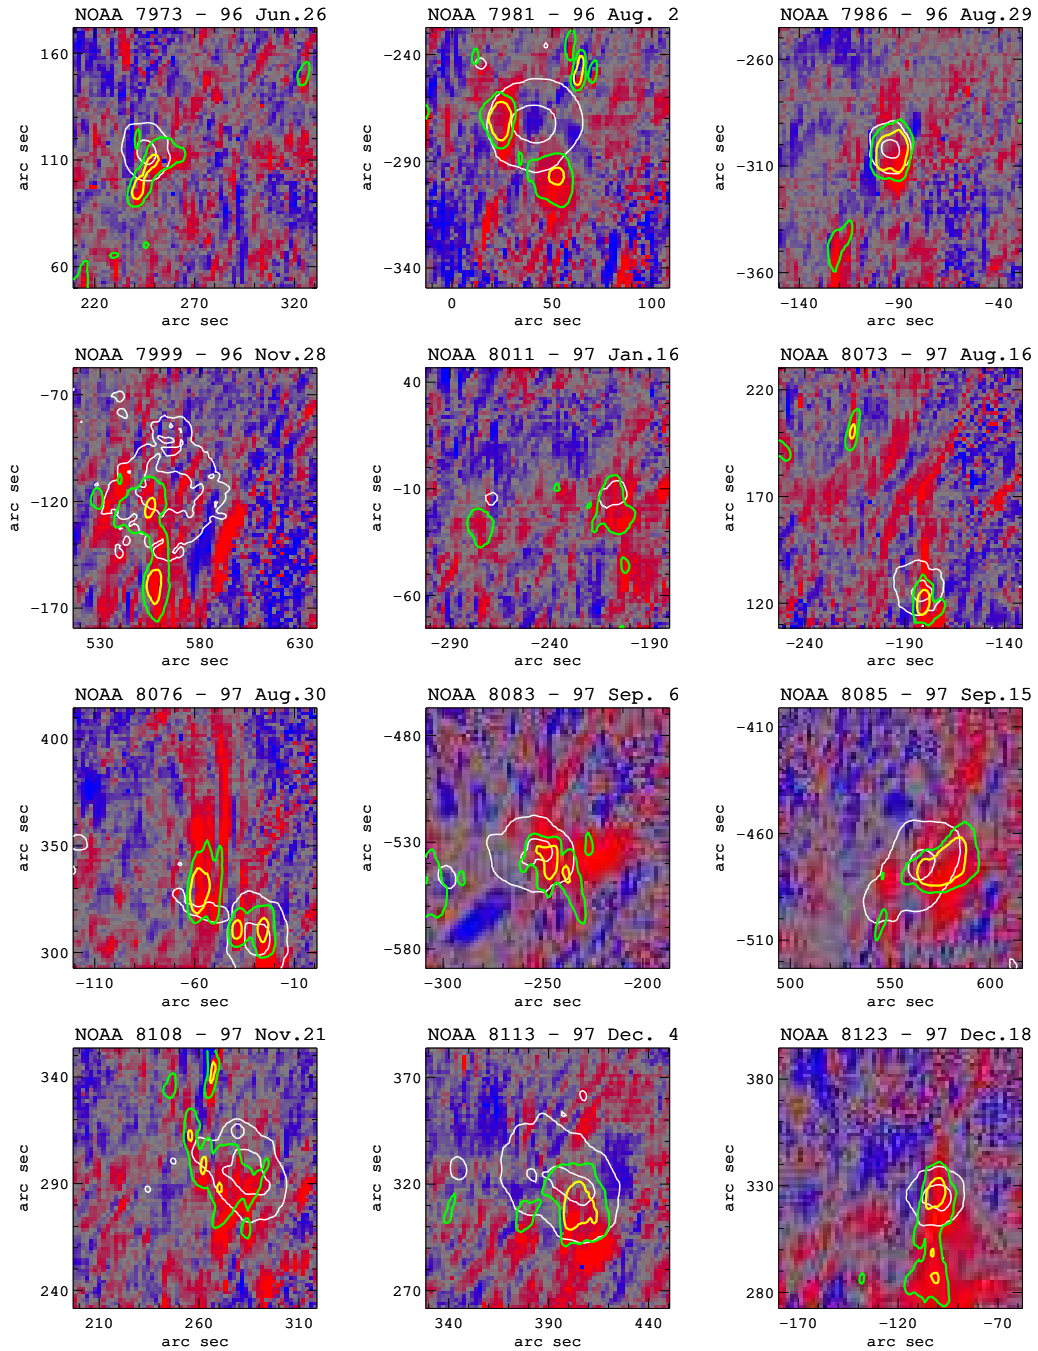 NOAA 7973 − 96 Jun.26
160
110
60
arc sec
220 270 320
arc sec
NOAA 7981 − 96 Aug. 2
−240
−290
−340
arc sec
0 50 100
arc sec
NOAA 7986 − 96 Aug.29
−260
−310
−360
arc sec
−140 −90 −40
arc sec
NOAA 7999 − 96 Nov.28
−70
−120
−170
arc sec
530 580 630
arc sec
NOAA 8011 − 97 Jan.16
40
−10
−60
arc sec
−290 −230 −180
arc sec
NOAA 8073 − 97 Aug.16
220
170
120
arc sec
−240 −190 −140
arc sec
NOAA 8076 − 97 Aug.30
400
350
300
arc sec
−110 −60 −10
arc sec
NOAA 8083 − 97 Sep. 6
−480
−530
−580
arc sec
−300 −250 −200
arc sec
NOAA 8085 − 97 Sep.15
−410
−460
−510
arc sec
500 550 600
arc sec
NOAA 8108 − 97 Nov.21
340
290
240
arc sec
210 260 310
arc sec
NOAA 8113 − 97 Dec. 4
370
320
270
arc sec
340 390 440
arc sec
NOAA 8123 − 97 Dec.18
380
330
280
arc sec
−170 −120 −70
arc sec